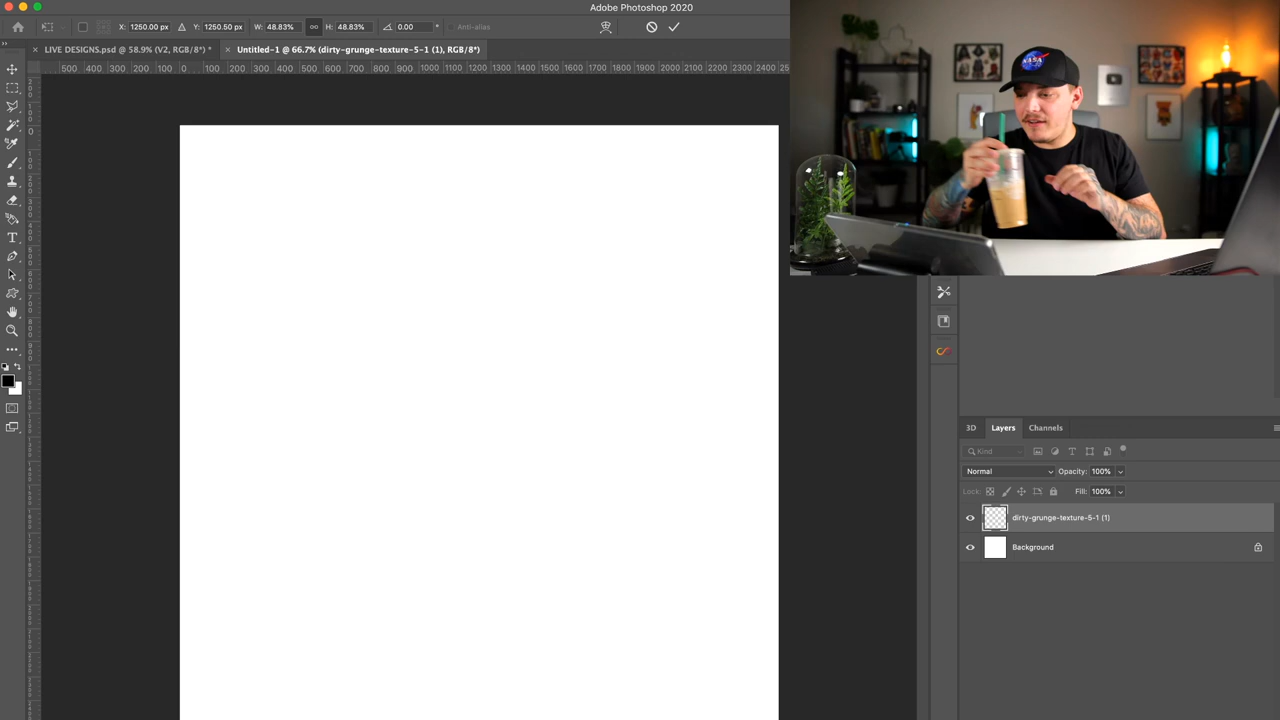 Adobe Photoshop 2020
X: 1250.00 px Y: 1250.50 px W: 48.83% H: 48.83% 0.00 ° Anti-alias
× LIVE DESIGNS.psd @ 58.9% (V2, RGB/8*) * × Untitled-1 @ 66.7% (dirty-grunge-texture-5-1 (1), RGB/8*)
500 400 300 200 100 0 100 200 300 400 500 600 700 800 900 1000 1100 1200 1300 1400 1500 1600 1700 1800 1900 2000 2100 2200 2300 2400
NASA
3D Layers Channels
Kind
Normal Opacity: 100%
Lock: Fill: 100%
dirty-grunge-texture-5-1 (1)
Background